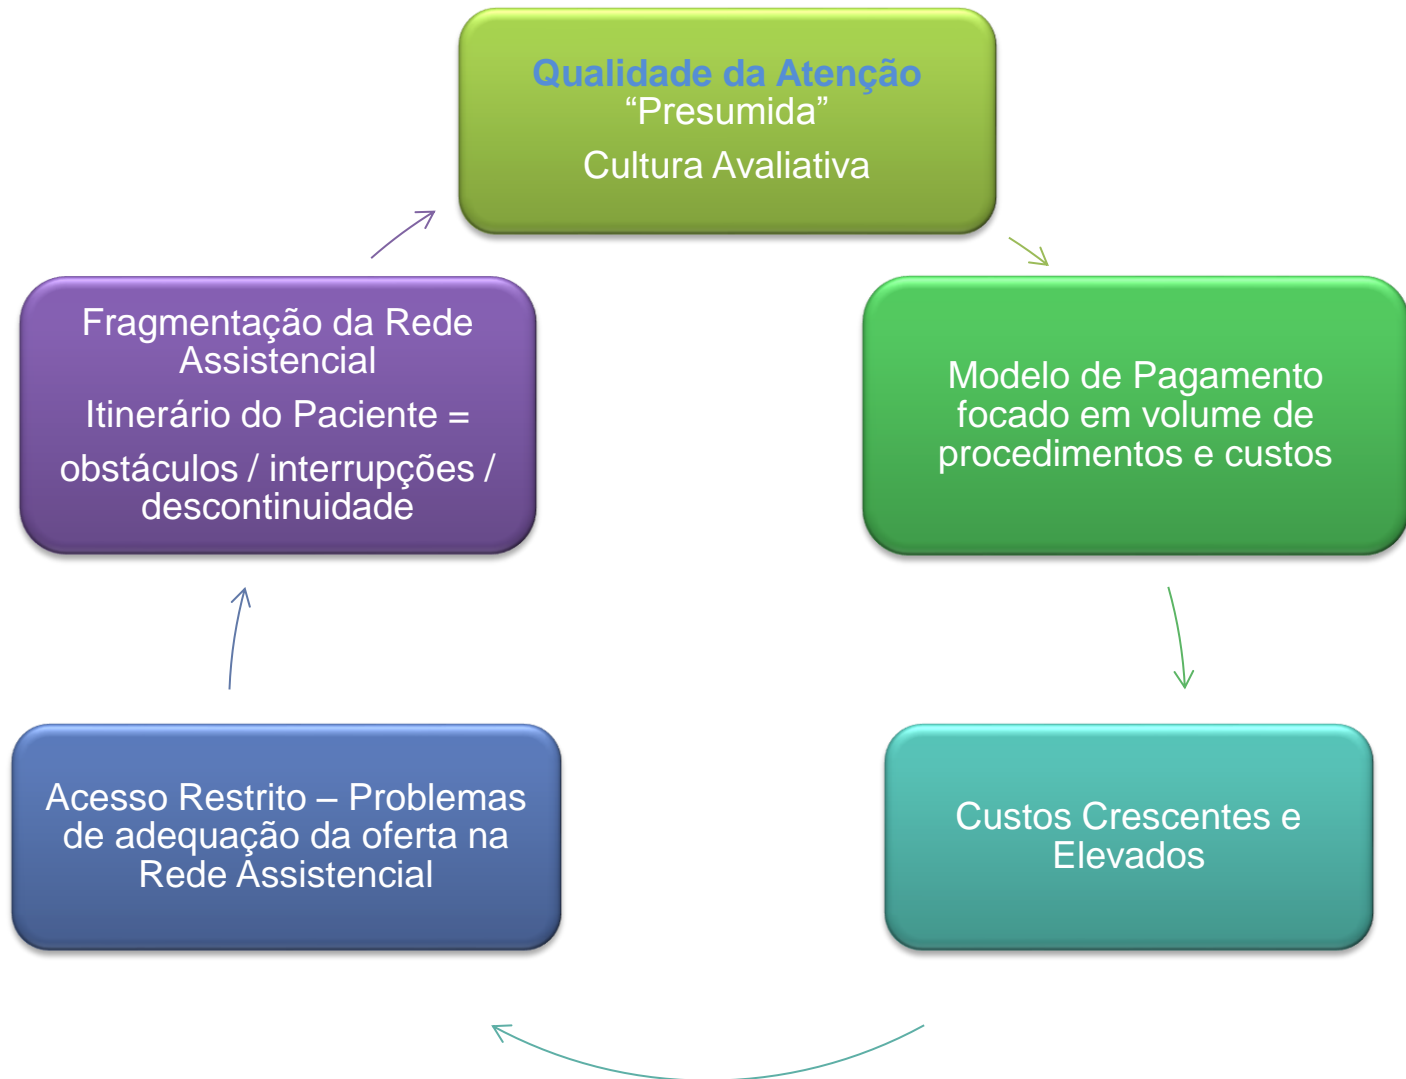 Qualidade da Atenção
“Presumida”
Cultura Avaliativa
Fragmentação da Rede
Assistencial
Itinerário do Paciente =
obstáculos / interrupções /
descontinuidade
Modelo de Pagamento
focado em volume de
procedimentos e custos
Acesso Restrito – Problemas
de adequação da oferta na
Rede Assistencial
Custos Crescentes e
Elevados